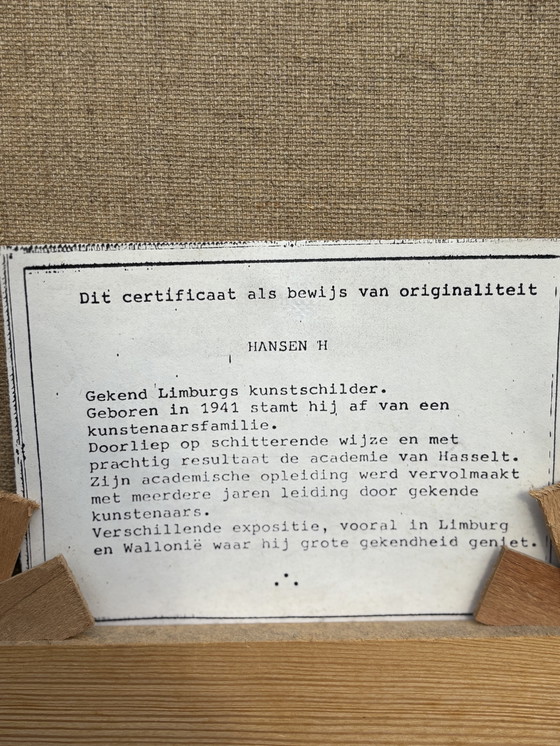 Dit certificaat als bewijs van originaliteit
HANSEN H
Gekend Limburgs kunstschilder.
Geboren in 1941 stamt hij af van een
kunstenaarsfamilie.
Doorliep op schitterende wijze en met
prachtig resultaat de academie van Hasselt.
Zijn academische opleiding werd vervolmaakt
met meerdere jaren leiding door gekende
kunstenaars.
Verschillende expositie, vooral in Limburg
en Wallonië waar hij grote gekendheid geniet.